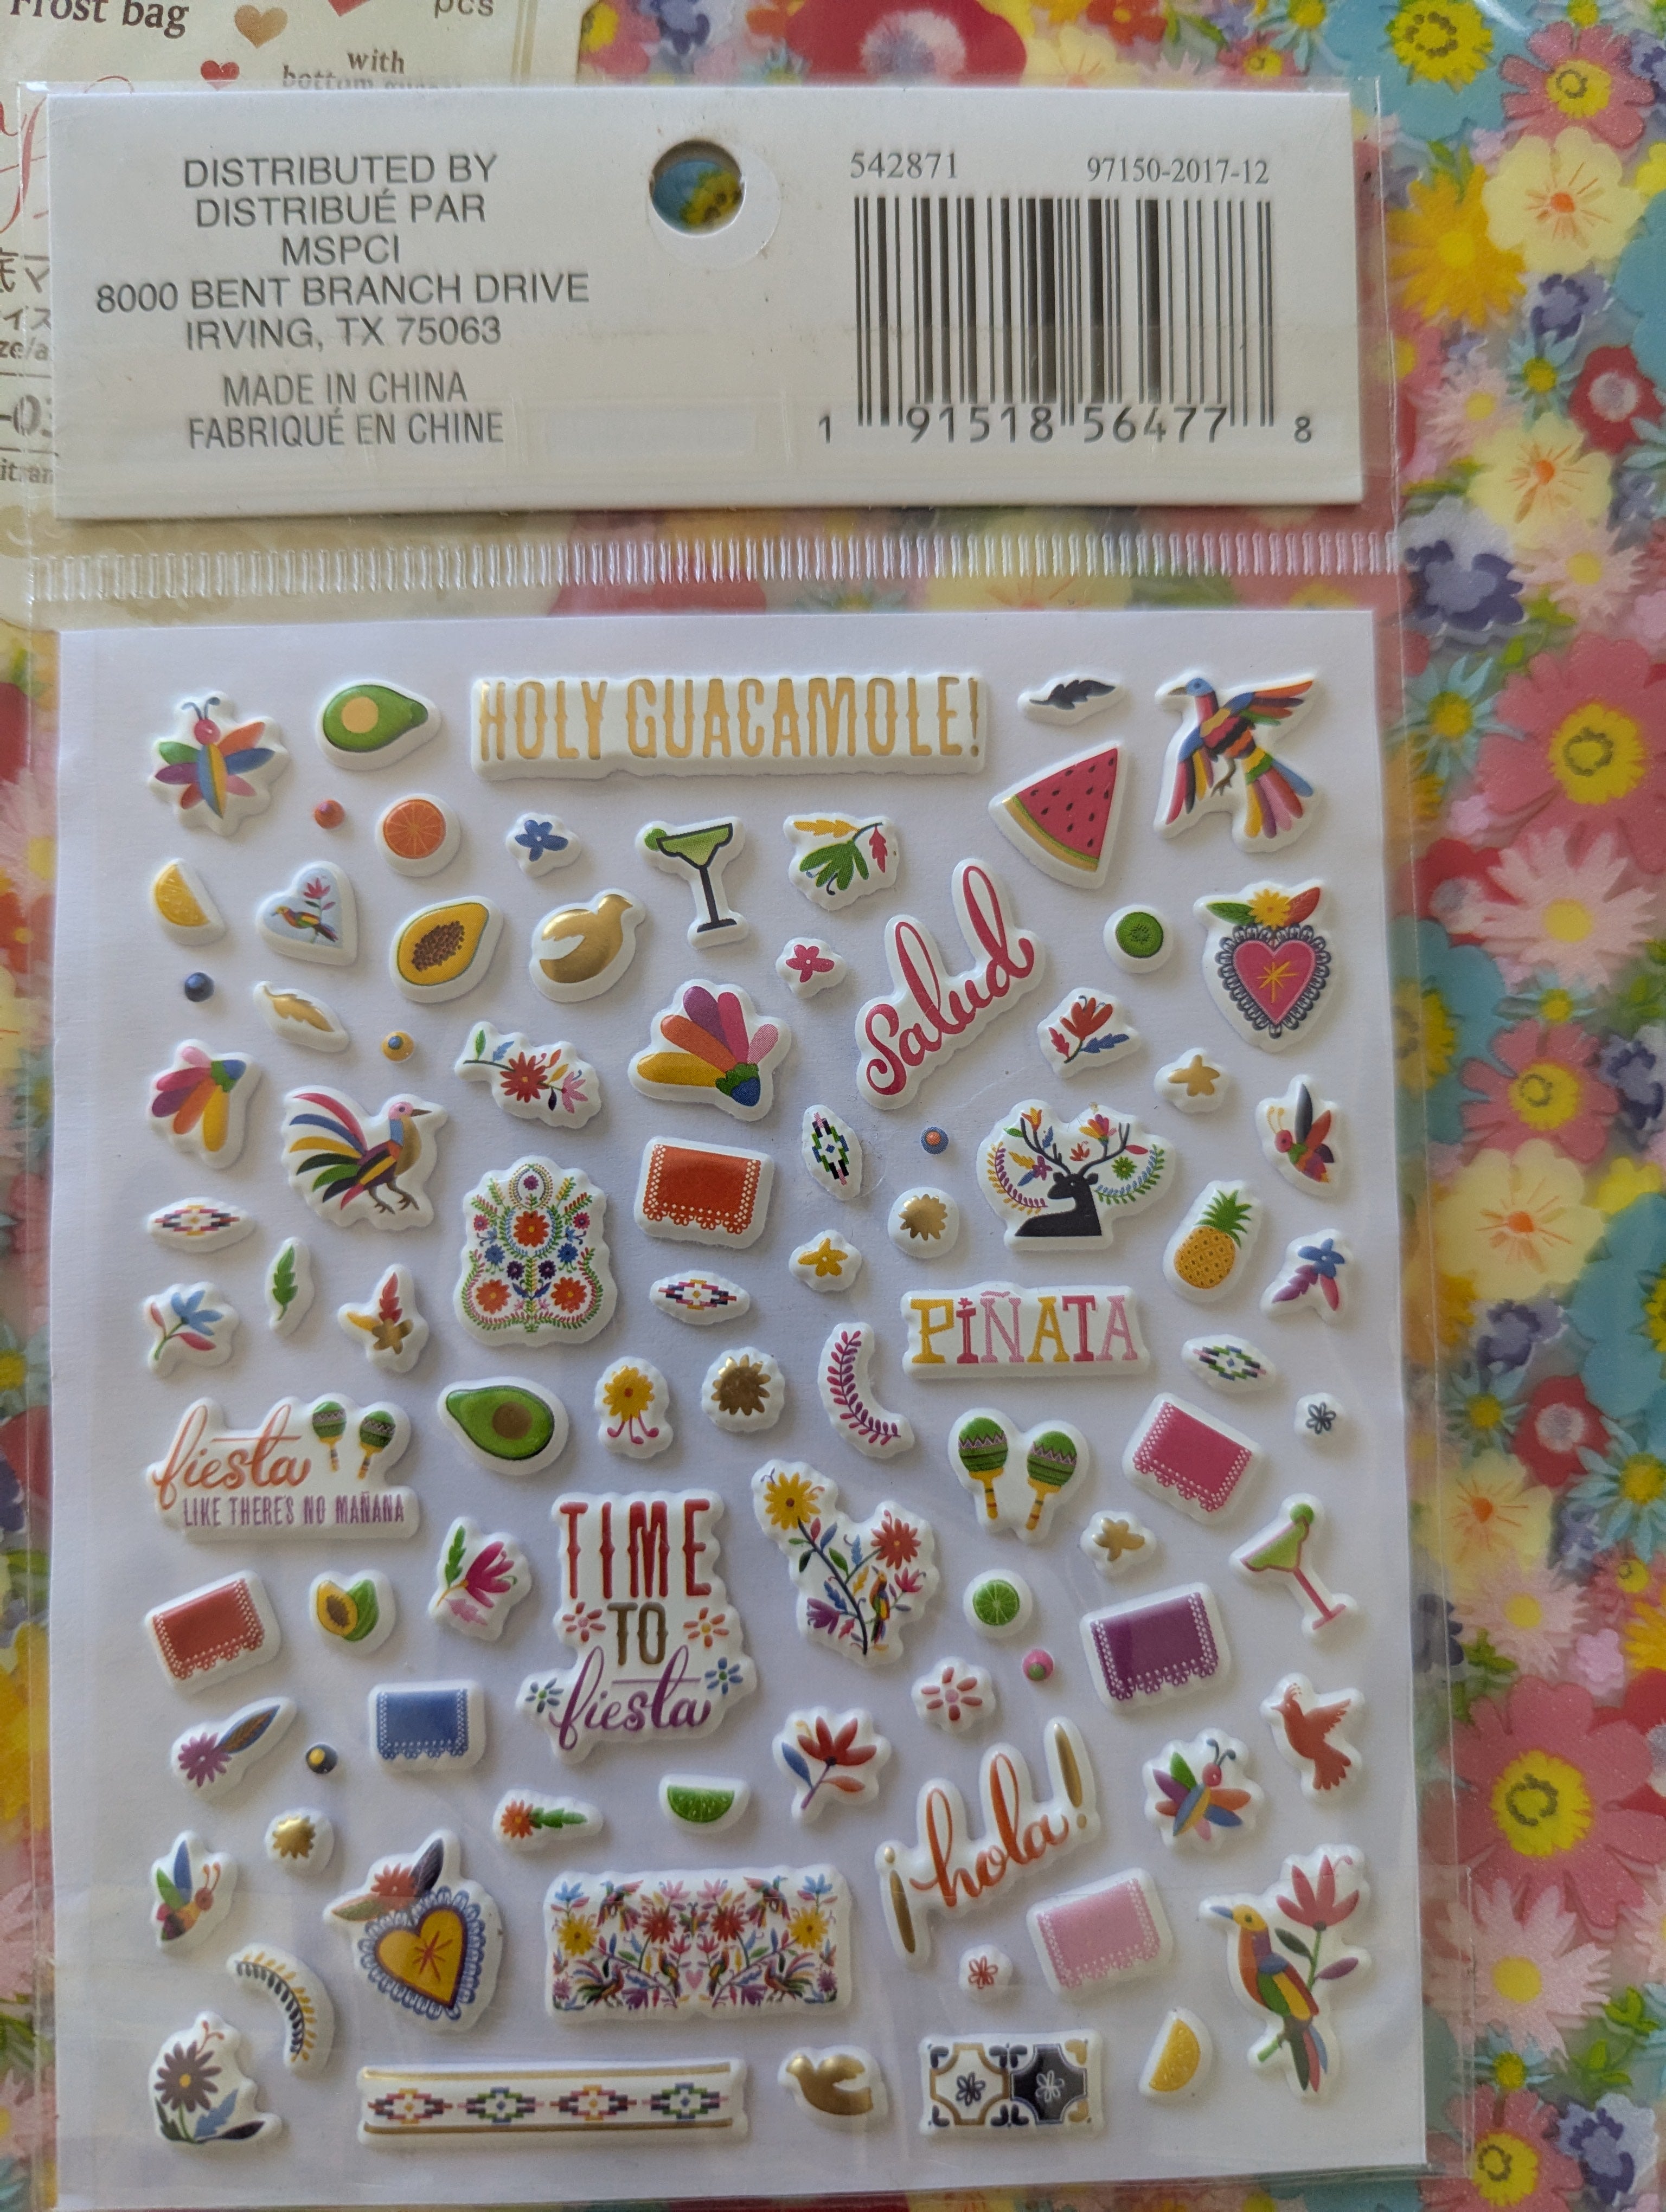 Frost bag
pcs
with
DISTRIBUTED BY
DISTRIBUÉ PAR
MSPCI
8000 BENT BRANCH DRIVE
IRVING, TX 75063
MADE IN CHINA
FABRIQUÉ EN CHINE
542871 97150-2017-12
1 91518 56477 8
HOLY GUACAMOLE!
Salud
PIÑATA
fiesta
LIKE THERE'S NO MAÑANA
TIME
TO
fiesta
¡hola!